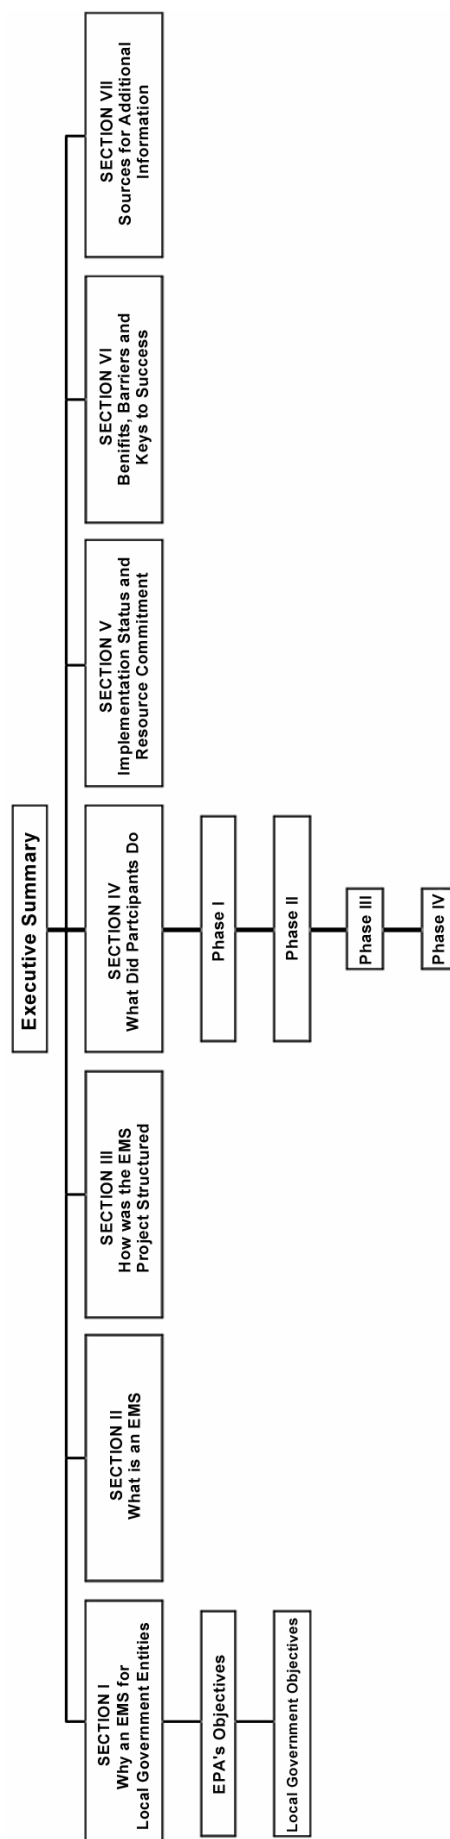 Executive Summary
SECTION I
Why an EMS for
Local Government Entities
EPA's Objectives
Local Government Objectives
SECTION II
What is an EMS
SECTION III
How was the EMS
Project Structured
SECTION IV
What Did Partcipants Do
Phase I
Phase II
Phase III
Phase IV
SECTION V
Implementation Status and
Resource Commitment
SECTION VI
Benifits, Barriers and
Keys to Success
SECTION VII
Sources for Additional
Information